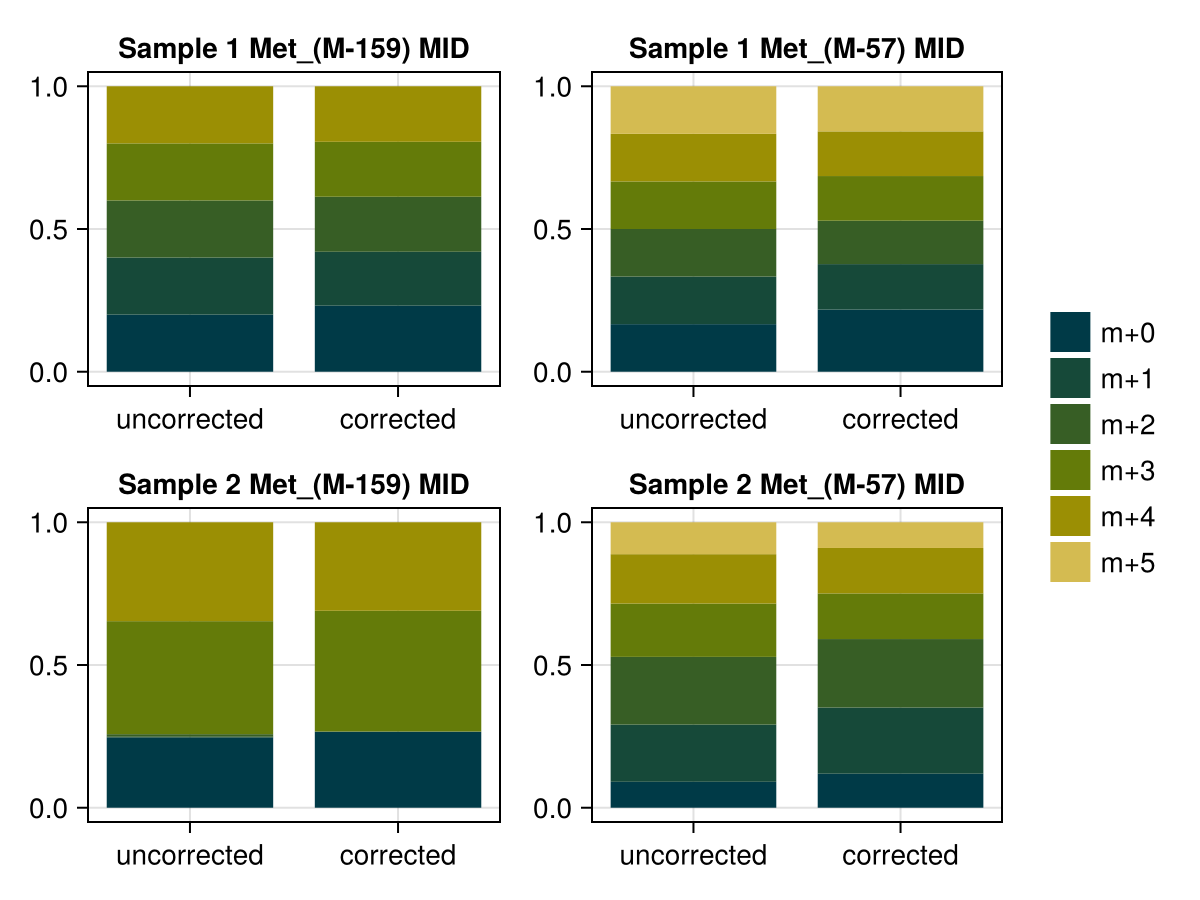 Sample 1 Met_(M-159) MID
1.0
0.5
0.0
uncorrected corrected
Sample 1 Met_(M-57) MID
1.0
0.5
0.0
uncorrected corrected
Sample 2 Met_(M-159) MID
1.0
0.5
0.0
uncorrected corrected
Sample 2 Met_(M-57) MID
1.0
0.5
0.0
uncorrected corrected
m+0
m+1
m+2
m+3
m+4
m+5